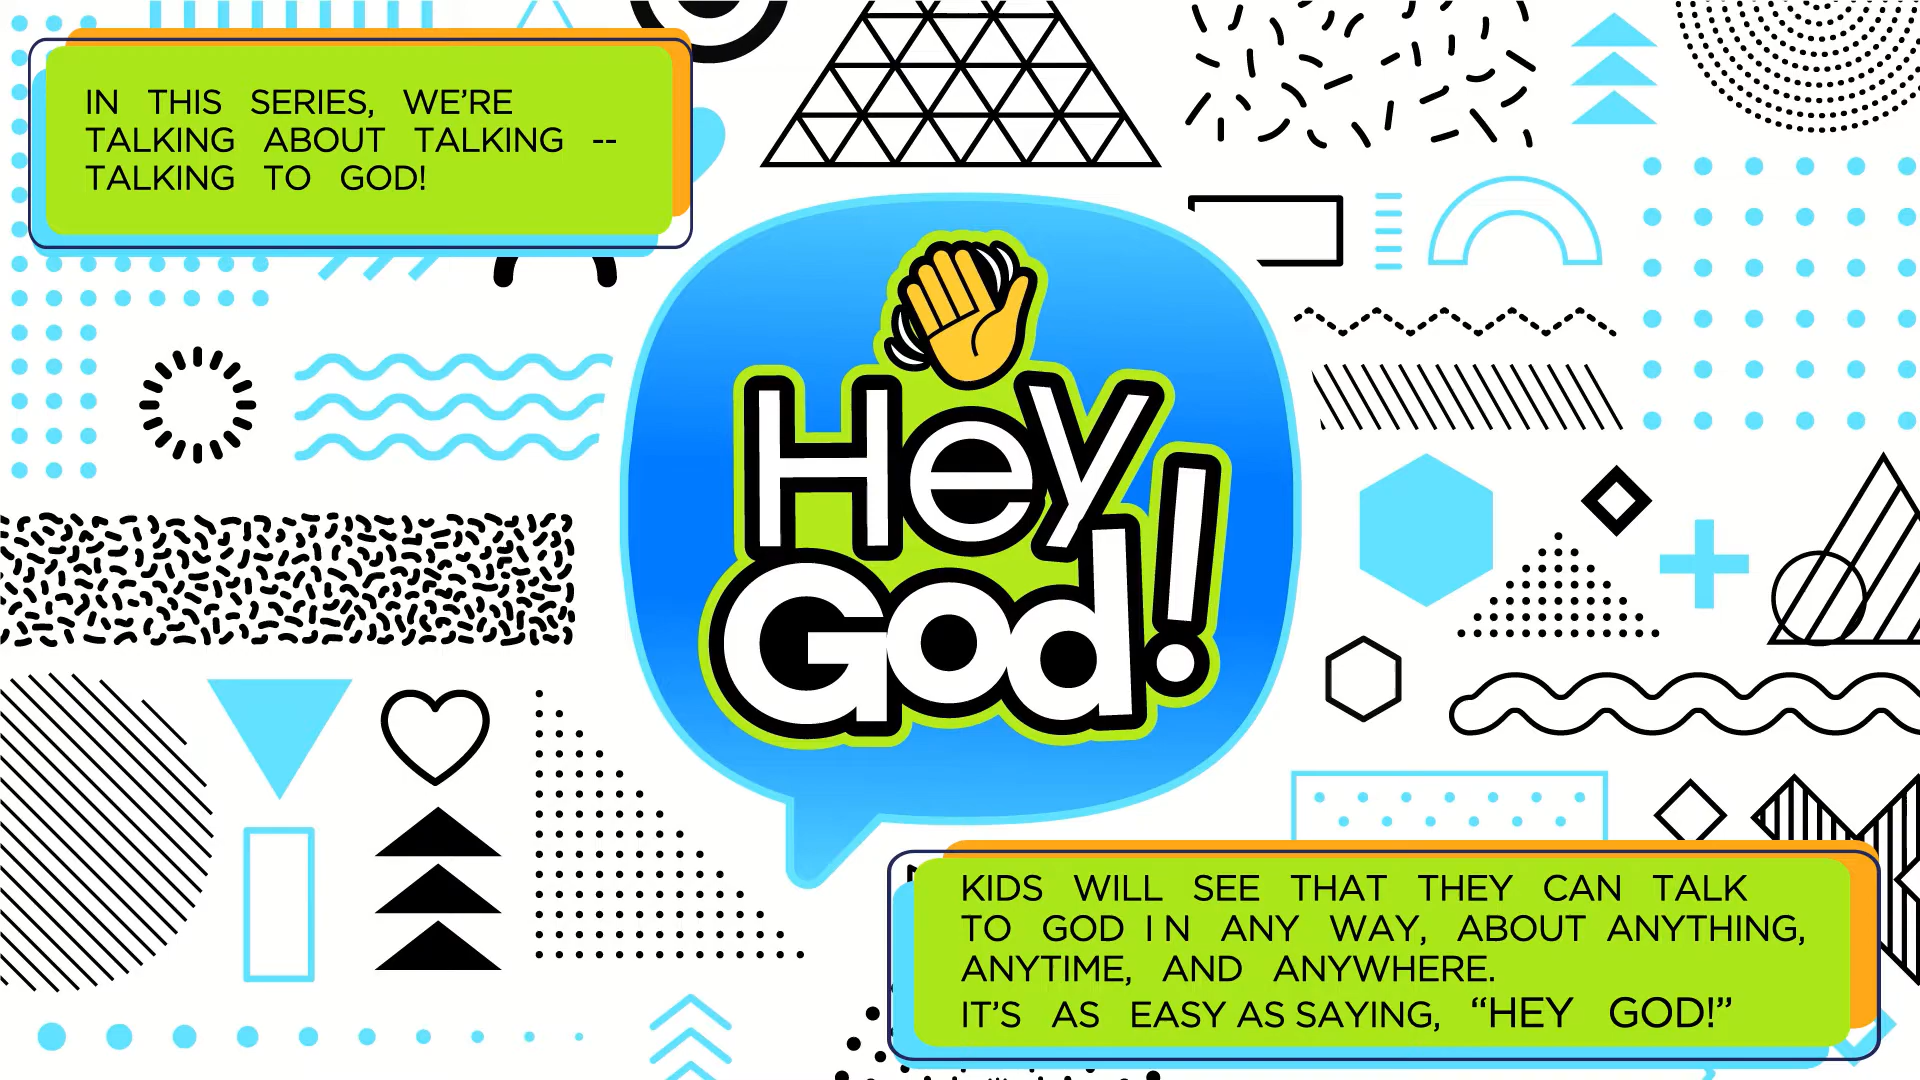 IN THIS SERIES, WE’RE
TALKING ABOUT TALKING --
TALKING TO GOD!
Hey
God!
KIDS WILL SEE THAT THEY CAN TALK
TO GOD IN ANY WAY, ABOUT ANYTHING,
ANYTIME, AND ANYWHERE.
IT’S AS EASY AS SAYING, “HEY GOD!”